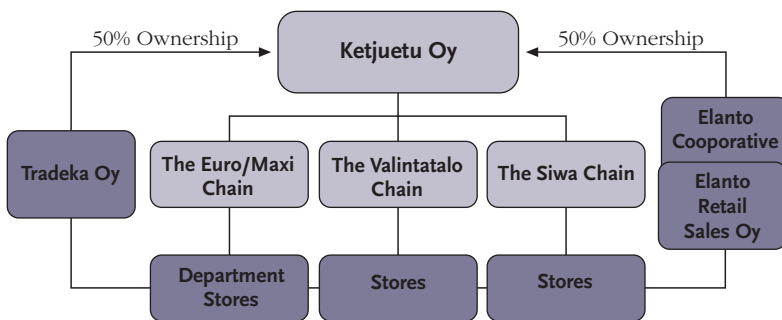 50% Ownership
Ketjuetu Oy
50% Ownership
Tradeka Oy
The Euro/Maxi
Chain
The Valintatalo
Chain
The Siwa Chain
Elanto
Cooporative
Elanto
Retail
Sales Oy
Department
Stores
Stores
Stores